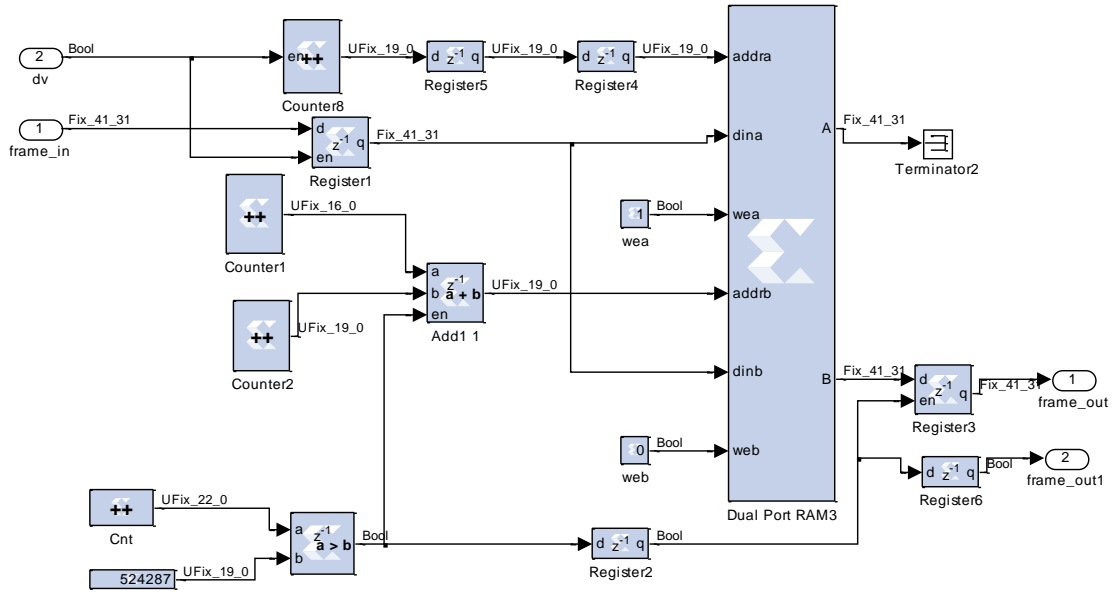 2
Bool
dv
en
++
Counter8
UFix_19_0
d z-1 q
Register5
UFix_19_0
d z-1 q
Register4
UFix_19_0
addra
1
Fix_41_31
frame_in
d
en
z-1 q
Register1
Fix_41_31
dina
A
Fix_41_31
Terminator2
++
Counter1
UFix_16_0
1
Bool
wea
wea
++
Counter2
UFix_19_0
a
b
en
z-1
a + b
Add1 1
UFix_19_0
addrb
dinb
B
Fix_41_31
d
en
z-1 q
Register3
Fix_41_31
1
frame_out
0
Bool
web
web
Dual Port RAM3
d z-1 q
Register6
Bool
2
frame_out1
++
Cnt
UFix_22_0
524287
UFix_19_0
a
b
z-1
a > b
Bool
d z-1 q
Register2
Bool